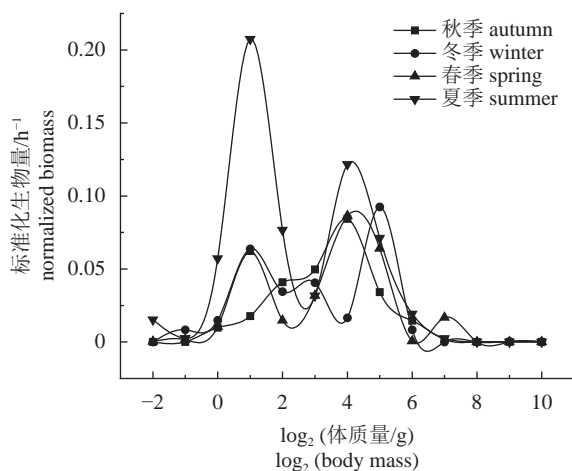 秋季 autumn
冬季 winter
春季 spring
夏季 summer
0.20
0.15
0.10
0.05
0
标准化生物量/h⁻¹
normalized biomass
−2 0 2 4 6 8 10
log₂ (体质量/g)
log₂ (body mass)